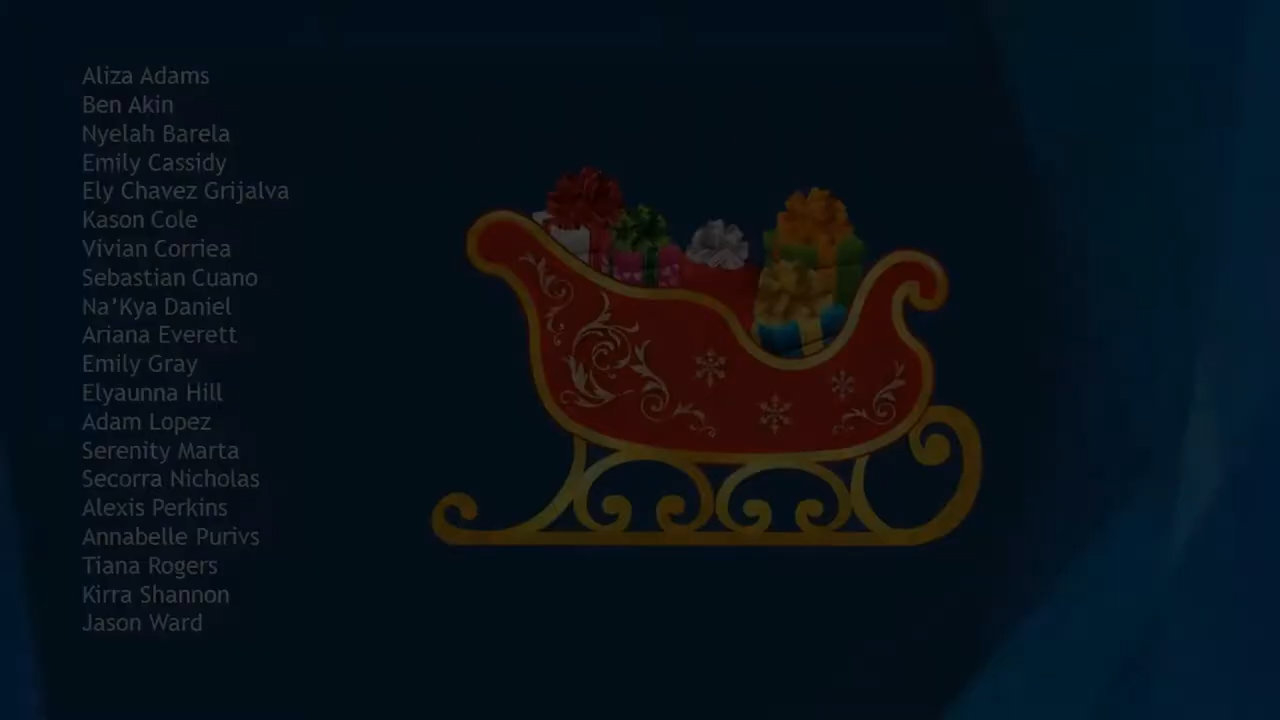 Aliza Adams
Ben Akin
Nyelah Barela
Emily Cassidy
Ely Chavez Grijalva
Kason Cole
Vivian Corriea
Sebastian Cuano
Na'Kya Daniel
Ariana Everett
Emily Gray
Elyaunna Hill
Adam Lopez
Serenity Marta
Secorra Nicholas
Alexis Perkins
Annabelle Purivs
Tiana Rogers
Kirra Shannon
Jason Ward